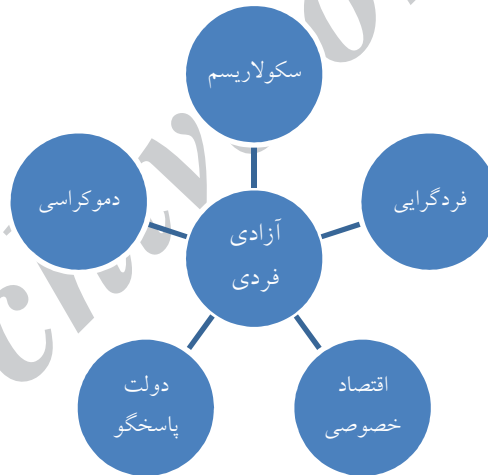 سکولاریسم
فردگرایی
دموکراسی
آزادی
فردی
اقتصاد
خصوصی
دولت
پاسخگو